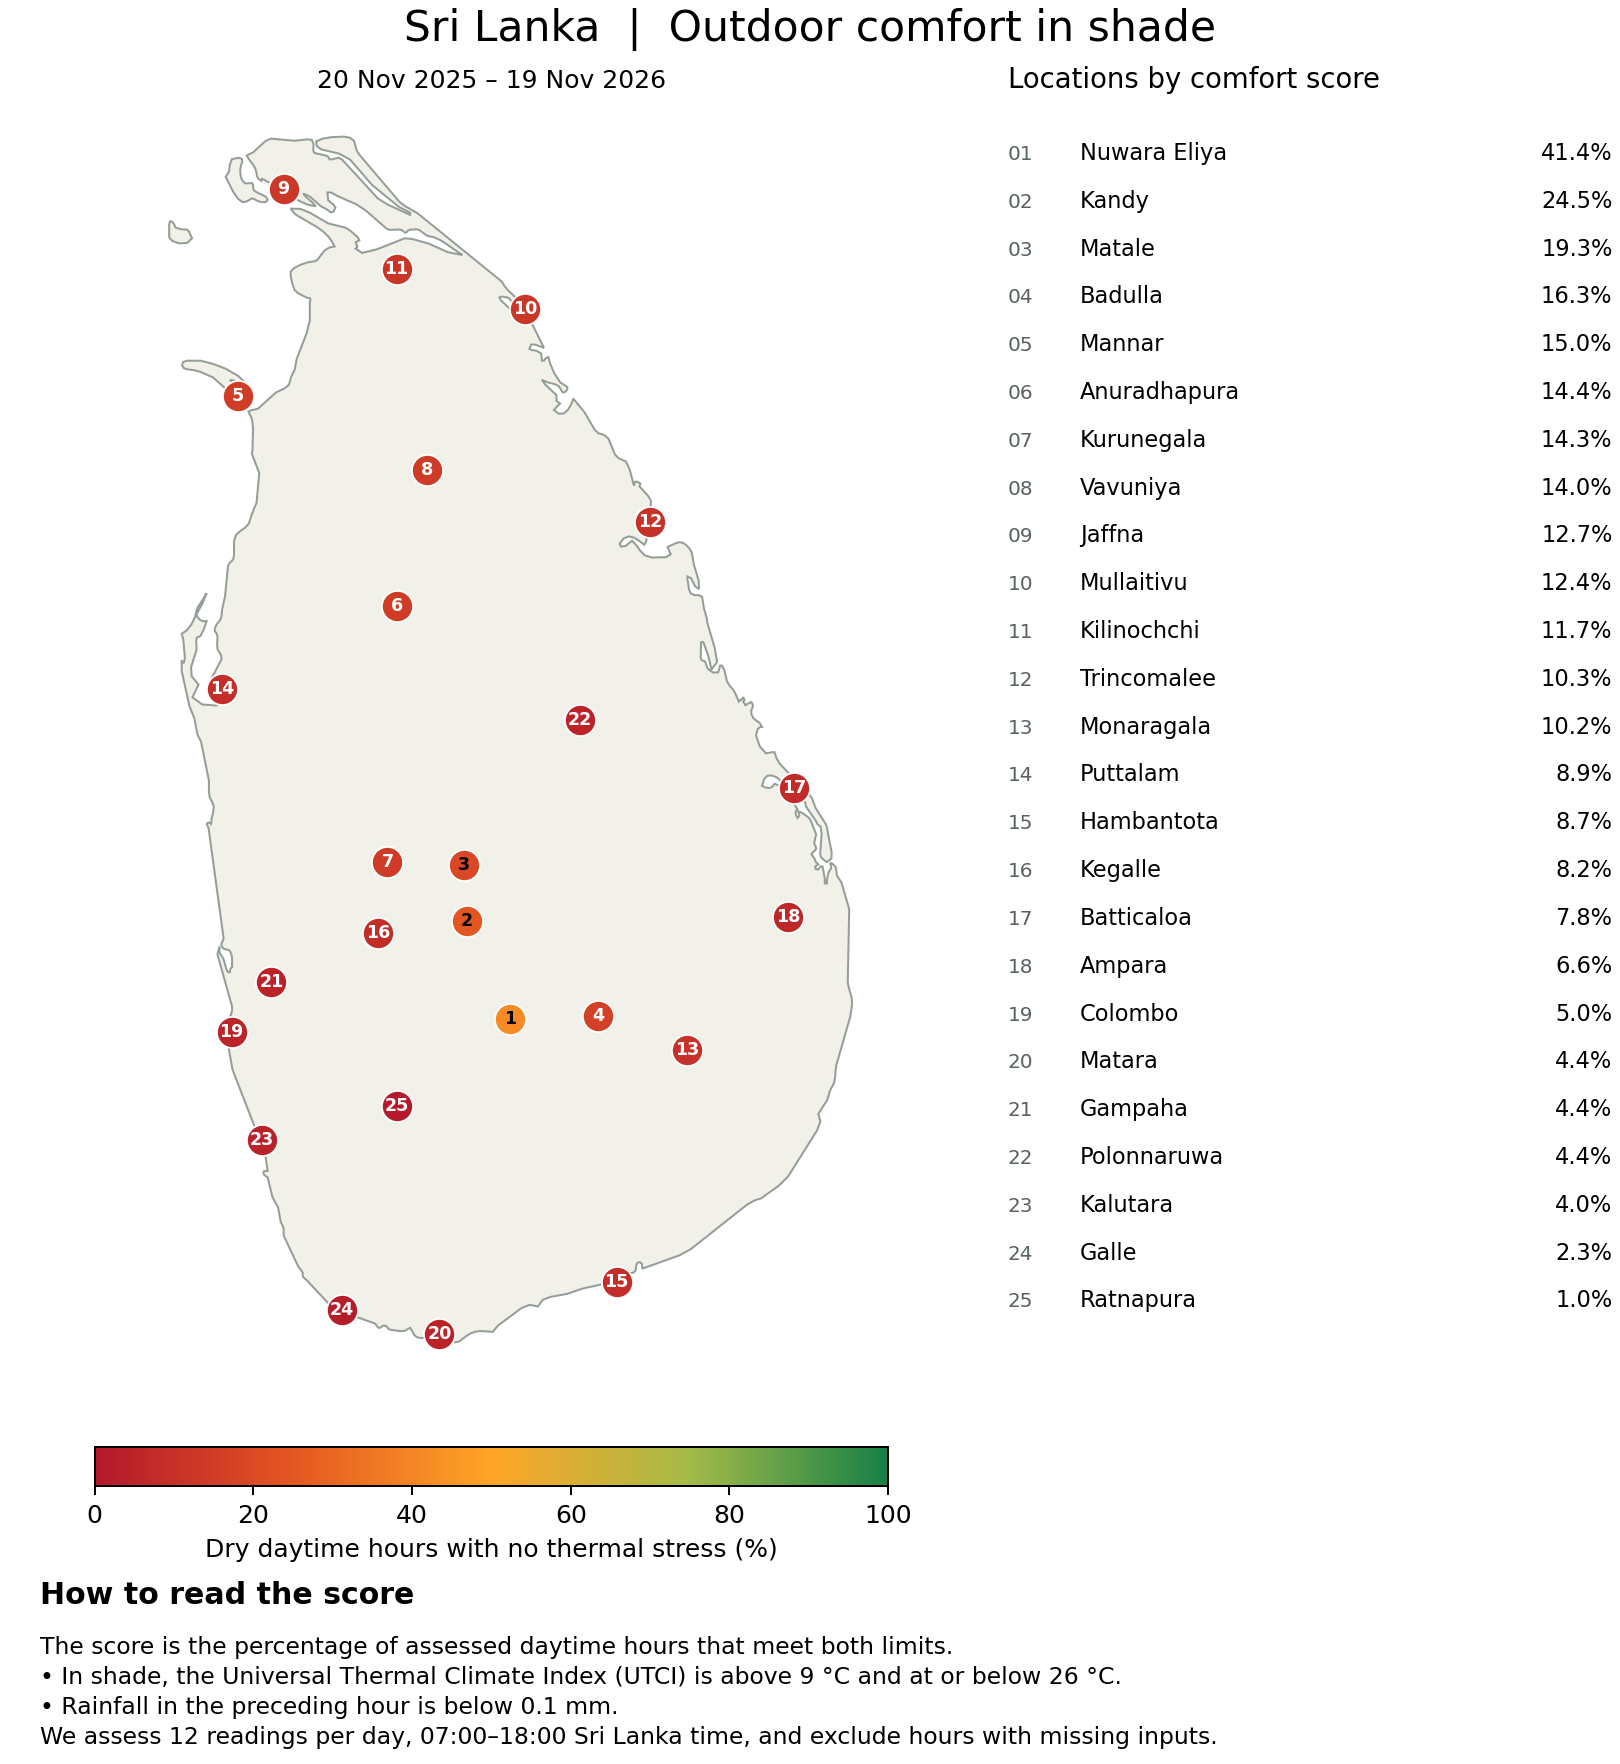 Sri Lanka | Outdoor comfort in shade
20 Nov 2025 – 19 Nov 2026
9
11
10
5
8
12
6
14
22
17
7
3
2
16
18
21
1
4
19
13
25
23
15
24
20
0 20 40 60 80 100
Dry daytime hours with no thermal stress (%)
Locations by comfort score
01 Nuwara Eliya 41.4%
02 Kandy 24.5%
03 Matale 19.3%
04 Badulla 16.3%
05 Mannar 15.0%
06 Anuradhapura 14.4%
07 Kurunegala 14.3%
08 Vavuniya 14.0%
09 Jaffna 12.7%
10 Mullaitivu 12.4%
11 Kilinochchi 11.7%
12 Trincomalee 10.3%
13 Monaragala 10.2%
14 Puttalam 8.9%
15 Hambantota 8.7%
16 Kegalle 8.2%
17 Batticaloa 7.8%
18 Ampara 6.6%
19 Colombo 5.0%
20 Matara 4.4%
21 Gampaha 4.4%
22 Polonnaruwa 4.4%
23 Kalutara 4.0%
24 Galle 2.3%
25 Ratnapura 1.0%
How to read the score
The score is the percentage of assessed daytime hours that meet both limits.
• In shade, the Universal Thermal Climate Index (UTCI) is above 9 °C and at or below 26 °C.
• Rainfall in the preceding hour is below 0.1 mm.
We assess 12 readings per day, 07:00–18:00 Sri Lanka time, and exclude hours with missing inputs.